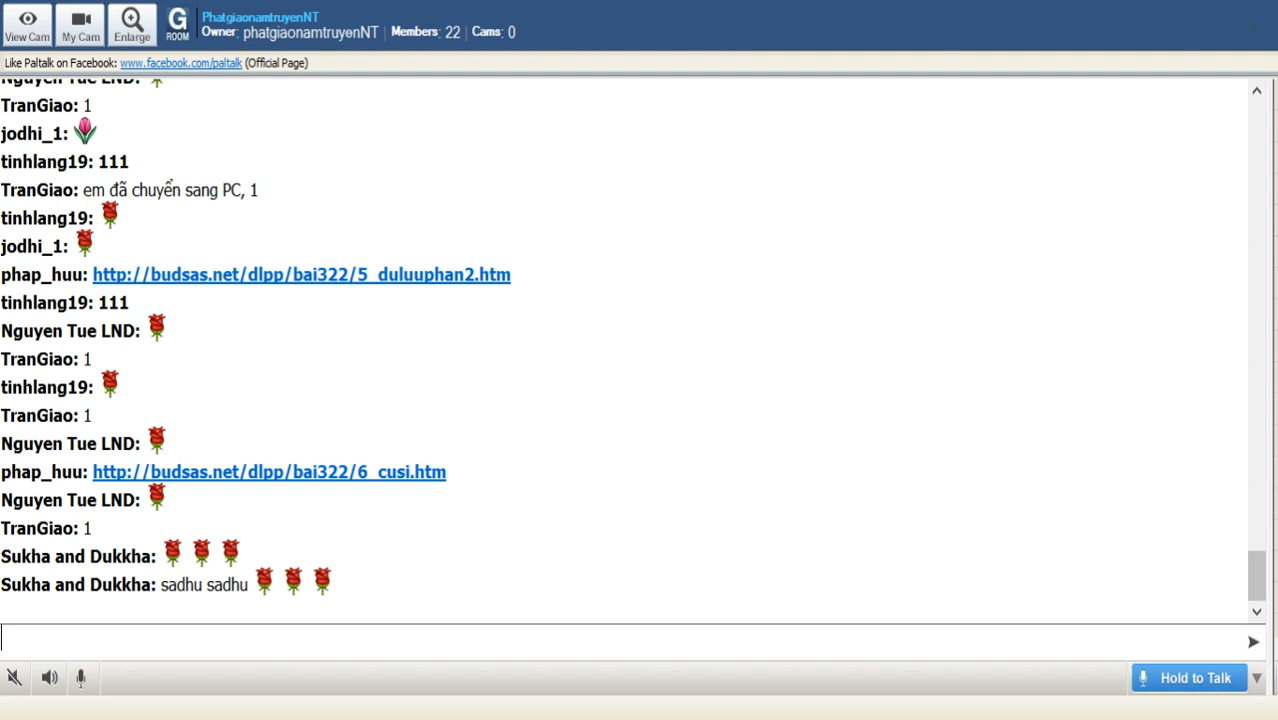 View Cam
My Cam
Enlarge
G
ROOM
PhatgiaonamtruyenNT
Owner: phatgiaonamtruyenNT | Members: 22 | Cams: 0
Like Paltalk on Facebook: www.facebook.com/paltalk (Official Page)
Nguyen Tue LND:
TranGiao: 1
jodhi_1:
tinhlang19: 111
TranGiao: em đã chuyển sang PC, 1
tinhlang19:
jodhi_1:
phap_huu: http://budsas.net/dlpp/bai322/5_duluuphan2.htm
tinhlang19: 111
Nguyen Tue LND:
TranGiao: 1
tinhlang19:
TranGiao: 1
Nguyen Tue LND:
phap_huu: http://budsas.net/dlpp/bai322/6_cusi.htm
Nguyen Tue LND:
TranGiao: 1
Sukha and Dukkha:
Sukha and Dukkha: sadhu sadhu
Hold to Talk